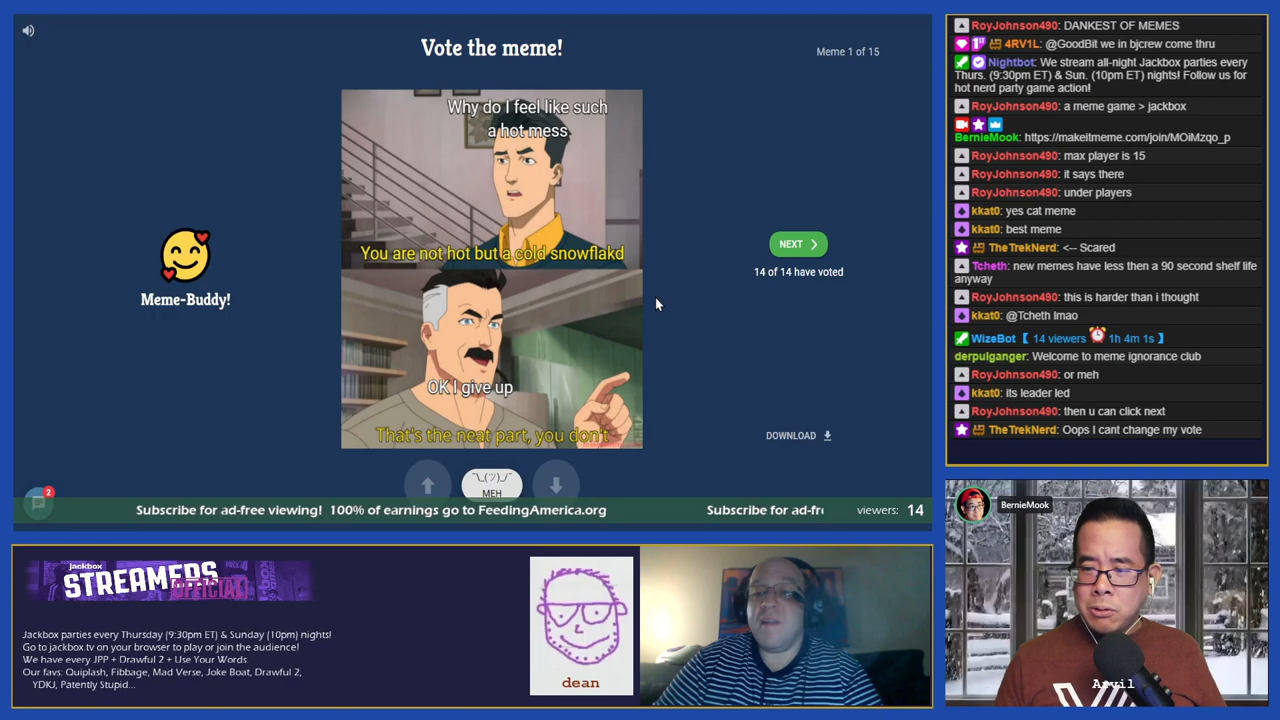 Vote the meme!
Meme 1 of 15
Why do I feel like such
a hot mess
You are not hot but a cold snowflakd
OK I give up
That's the neat part, you don't
Meme-Buddy!
NEXT
14 of 14 have voted
DOWNLOAD
¯\_(ツ)_/¯
MEH
2
Subscribe for ad-free viewing! 100% of earnings go to FeedingAmerica.org
Subscribe for ad-fr
viewers: 14
RoyJohnson490: DANKEST OF MEMES
4RV1L: @GoodBit we in bjcrew come thru
Nightbot: We stream all-night Jackbox parties every
Thurs. (9:30pm ET) & Sun. (10pm ET) nights! Follow us for
hot nerd party game action!
RoyJohnson490: a meme game > jackbox
BernieMook: https://makeitmeme.com/join/MOiMzqo_p
RoyJohnson490: max player is 15
RoyJohnson490: it says there
RoyJohnson490: under players
kkat0: yes cat meme
kkat0: best meme
TheTrekNerd: <-- Scared
Tcheth: new memes have less then a 90 second shelf life
anyway
RoyJohnson490: this is harder than i thought
kkat0: @Tcheth lmao
WizeBot 【 14 viewers ⏰ 1h 4m 1s 】
derpulganger: Welcome to meme ignorance club
RoyJohnson490: or meh
kkat0: its leader led
RoyJohnson490: then u can click next
TheTrekNerd: Oops I cant change my vote
jackbox
STREAMERS
OFFICIAL
Jackbox parties every Thursday (9:30pm ET) & Sunday (10pm) nights!
Go to jackbox.tv on your browser to play or join the audience!
We have every JPP + Drawful 2 + Use Your Words.
Our favs: Quiplash, Fibbage, Mad Verse, Joke Boat, Drawful 2,
YDKJ, Patently Stupid...
dean
BernieMook